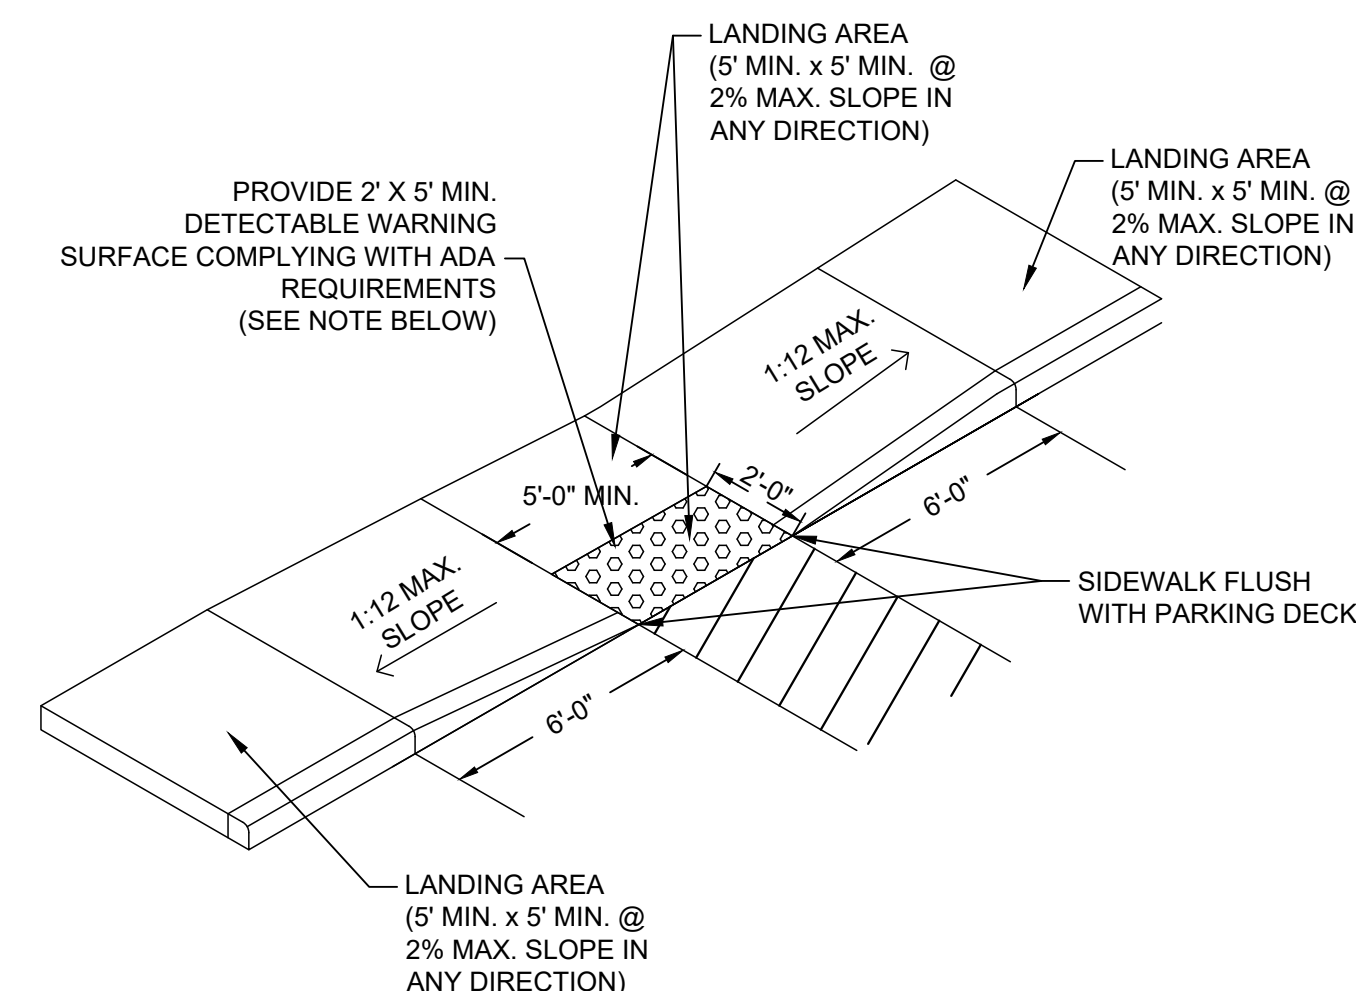 LANDING AREA
(5' MIN. x 5' MIN. @
2% MAX. SLOPE IN
ANY DIRECTION)
LANDING AREA
(5' MIN. x 5' MIN. @
2% MAX. SLOPE IN
ANY DIRECTION)
PROVIDE 2' X 5' MIN.
DETECTABLE WARNING
SURFACE COMPLYING WITH ADA
REQUIREMENTS
(SEE NOTE BELOW)
1:12 MAX.
SLOPE
2'-0"
5'-0" MIN.
6'-0"
1:12 MAX.
SLOPE
SIDEWALK FLUSH
WITH PARKING DECK
6'-0"
LANDING AREA
(5' MIN. x 5' MIN. @
2% MAX. SLOPE IN
ANY DIRECTION)